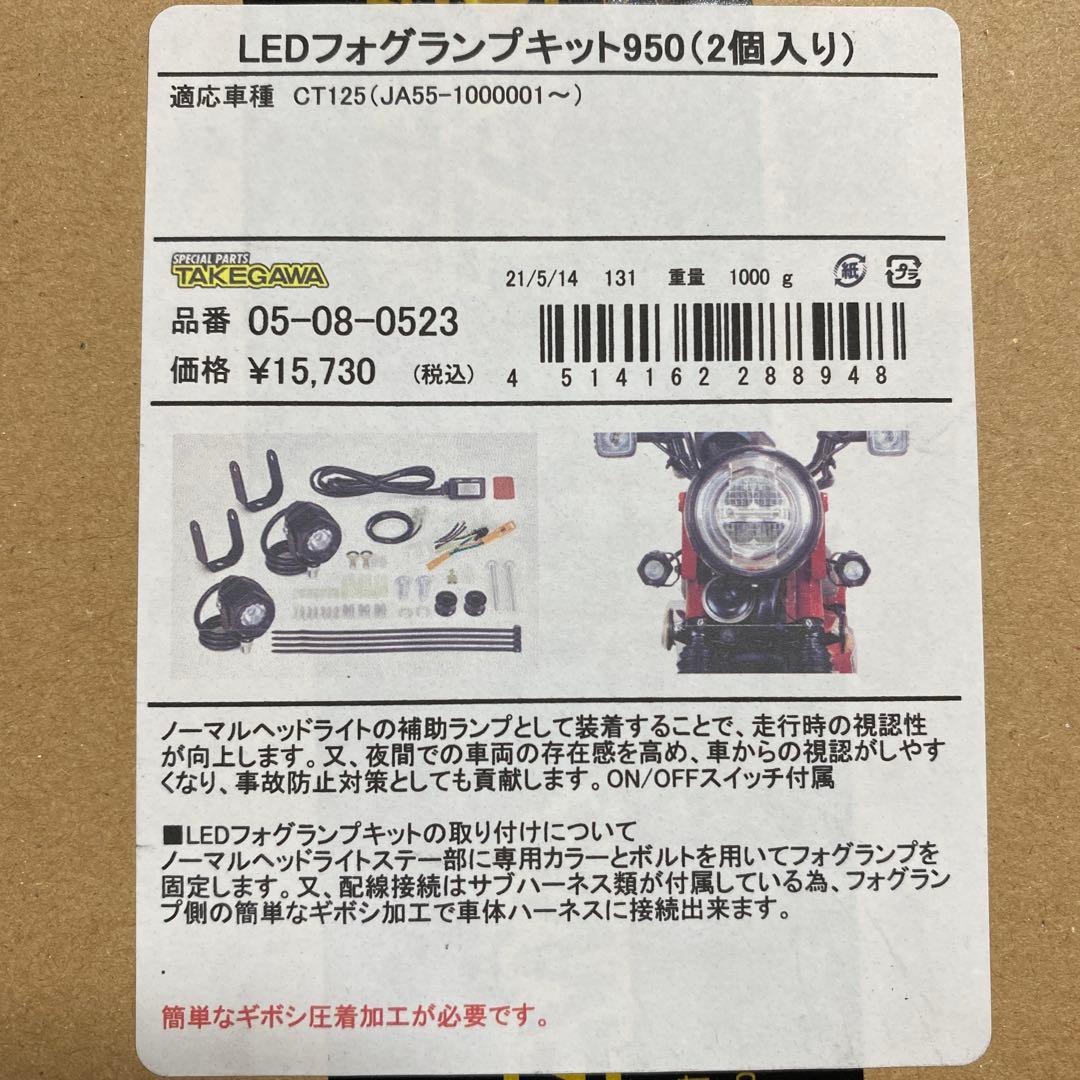 LEDフォグランプキット950(2個入り)
適応車種 CT125(JA55-1000001～)
SPECIAL PARTS
TAKEGAWA
21/5/14 131 重量 1000 g
紙 プラ
品番 05-08-0523
価格 ¥15,730 (税込)
4 514162 288948
ノーマルヘッドライトの補助ランプとして装着することで、走行時の視認性
が向上します。又、夜間での車両の存在感を高め、車からの視認がしやす
くなり、事故防止対策としても貢献します。ON/OFFスイッチ付属
■LEDフォグランプキットの取り付けについて
ノーマルヘッドライトステー部に専用カラーとボルトを用いてフォグランプを
固定します。又、配線接続はサブハーネス類が付属している為、フォグラン
プ側の簡単なギボシ加工で車体ハーネスに接続出来ます。
.
簡単なギボシ圧着加工が必要です。